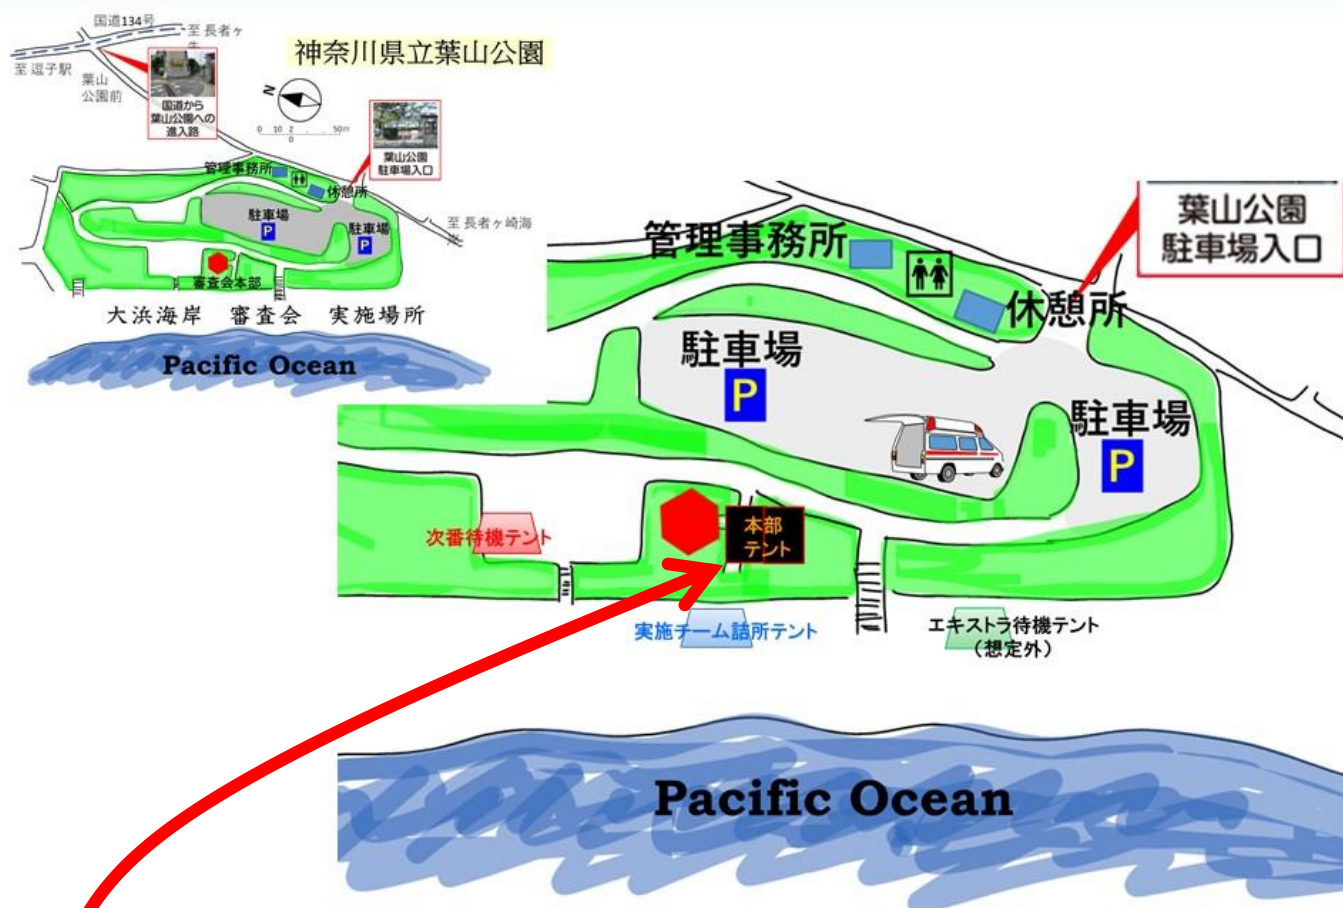 国道134号
至 長者ヶ
至 逗子駅
葉山
公園前
国道から
葉山公園への
進入路
神奈川県立葉山公園
N
0 10 2
0
50m
葉山公園
駐車場入口
管理事務所
休憩所
駐車場
P
駐車場
P
至 長者ヶ崎海
審査会本部
大浜海岸 審査会 実施場所
Pacific Ocean
葉山公園
駐車場入口
管理事務所
休憩所
駐車場
P
駐車場
P
次番待機テント
本部
テント
実施チーム詰所テント
エキストラ待機テント
（想定外）
Pacific Ocean